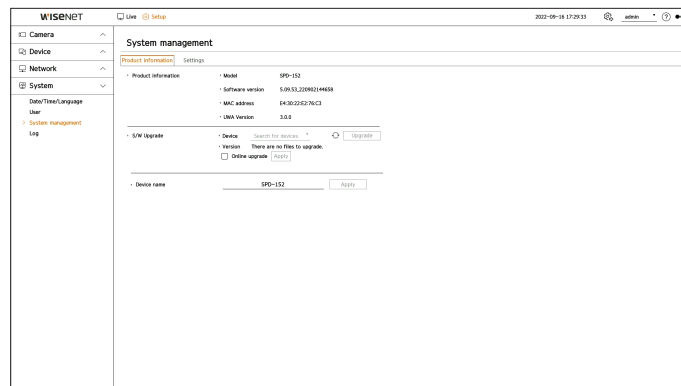 WISENET
Live Setup 2022-09-16 17:29:33 admin
Camera
Device
Network
System
Date/Time/Language
User
System management
Log
System management
Product information Settings
Product information
Model SPD-152
Software version 5.09.53_220902144658
MAC address E4:30:22:E2:76:C3
UWA Version 3.0.0
S/W Upgrade
Device Search for devices Upgrade
Version There are no files to upgrade.
Online upgrade Apply
Device name SPD-152 Apply